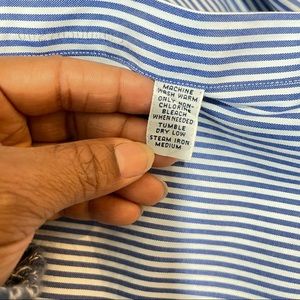 MACHINE
WASH WARM
ONLY NON-
CHLORINE
BLEACH
WHEN NEEDED
TUMBLE
DRY LOW
STEAM IRON
MEDIUM